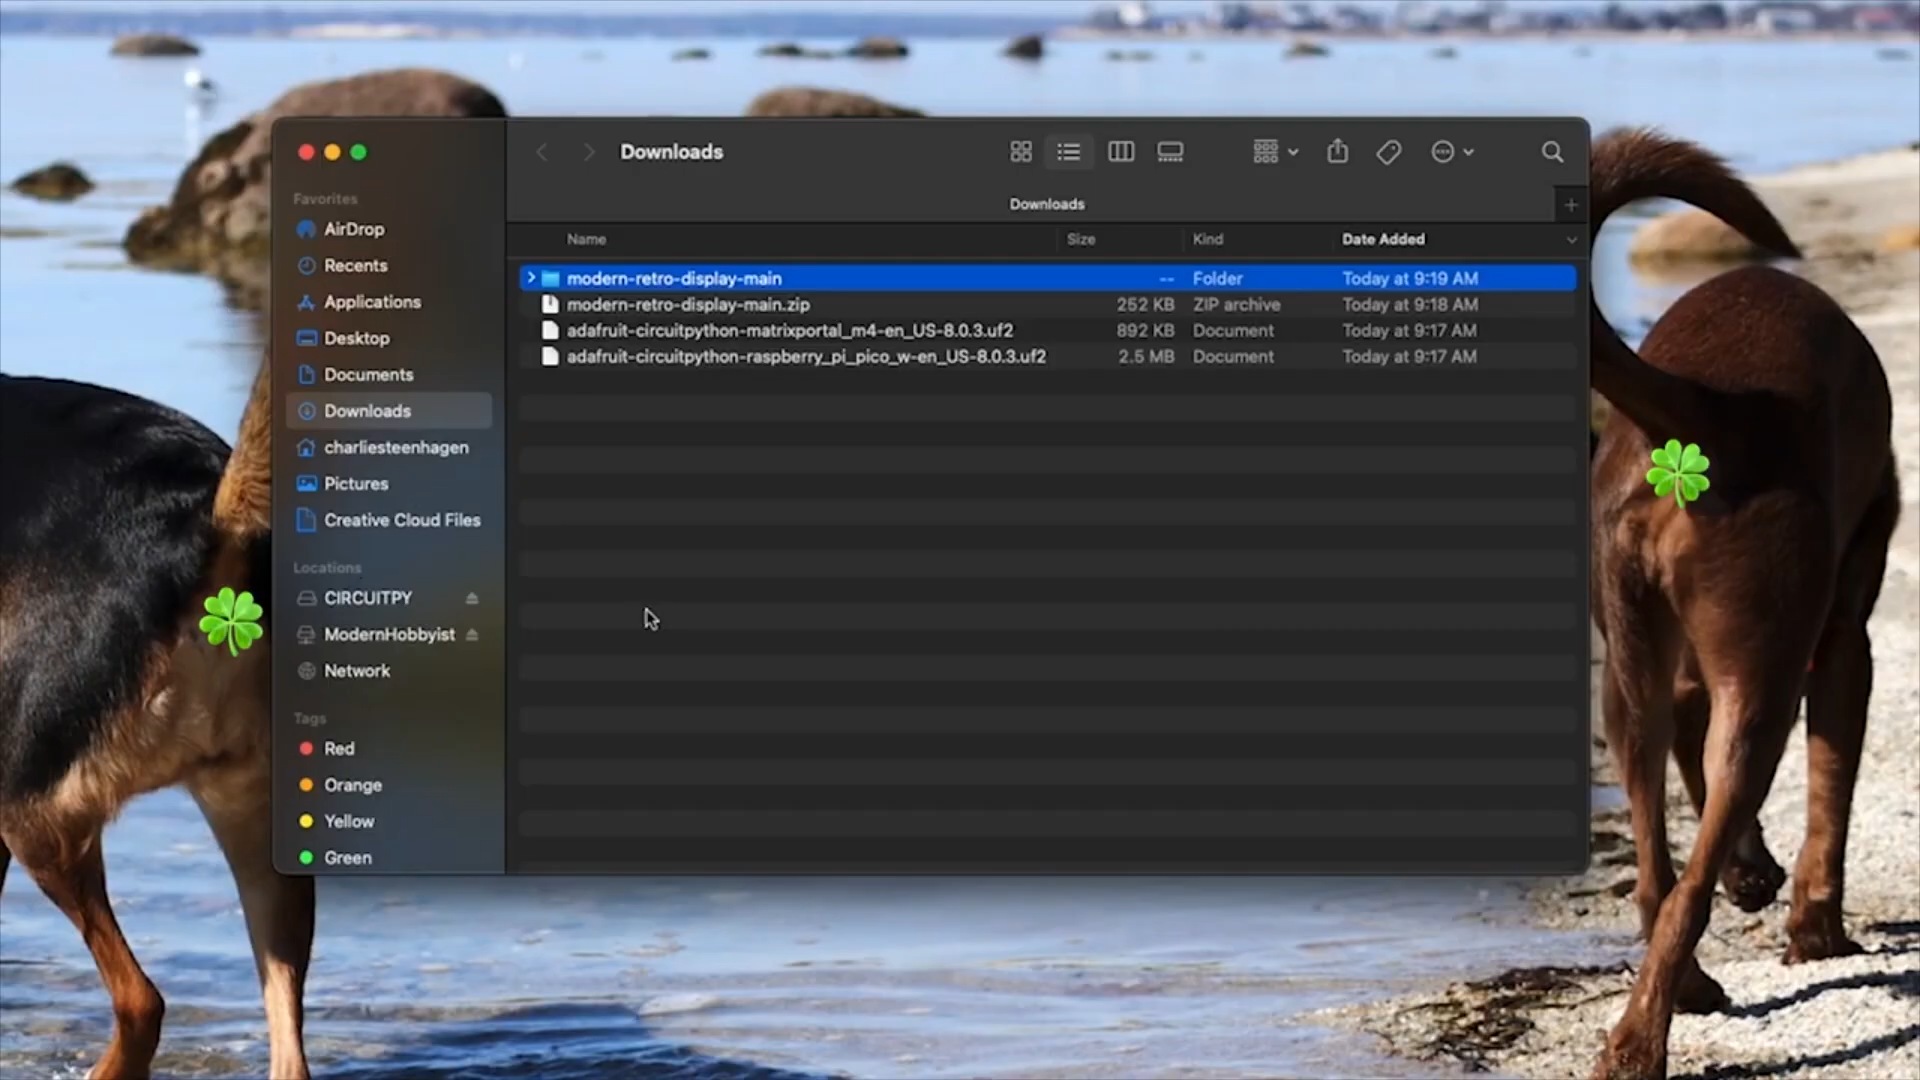 Downloads
Downloads
Favorites
AirDrop
Recents
Applications
Desktop
Documents
Downloads
charliesteenhagen
Pictures
Creative Cloud Files
Locations
CIRCUITPY
ModernHobbyist
Network
Tags
Red
Orange
Yellow
Green
Name Size Kind Date Added
modern-retro-display-main -- Folder Today at 9:19 AM
modern-retro-display-main.zip 252 KB ZIP archive Today at 9:18 AM
adafruit-circuitpython-matrixportal_m4-en_US-8.0.3.uf2 892 KB Document Today at 9:17 AM
adafruit-circuitpython-raspberry_pi_pico_w-en_US-8.0.3.uf2 2.5 MB Document Today at 9:17 AM